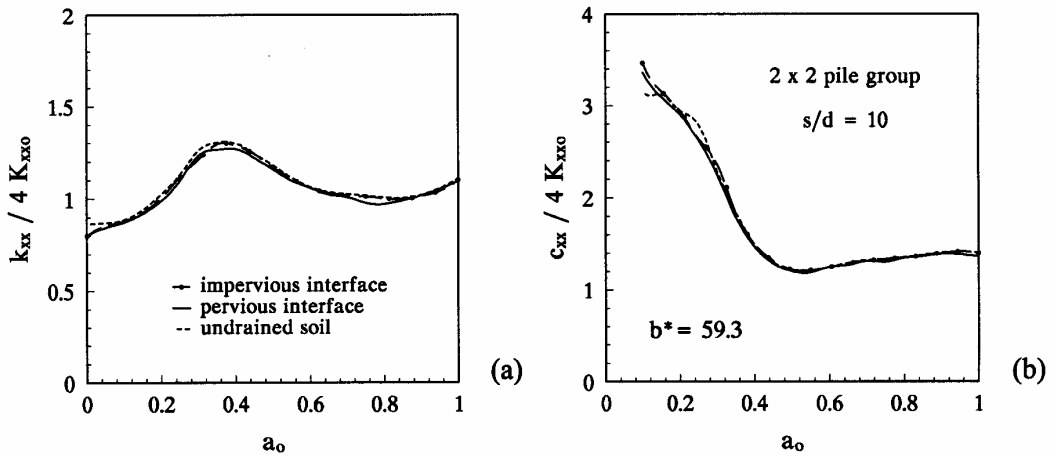 2
1.5
1
0.5
0
k_xx / 4 K_xxo
impervious interface
pervious interface
undrained soil
0 0.2 0.4 0.6 0.8 1
a_o
(a)
4
3
2
1
0
c_xx / 4 K_xxo
2 x 2 pile group
s/d = 10
b* = 59.3
0 0.2 0.4 0.6 0.8 1
a_o
(b)